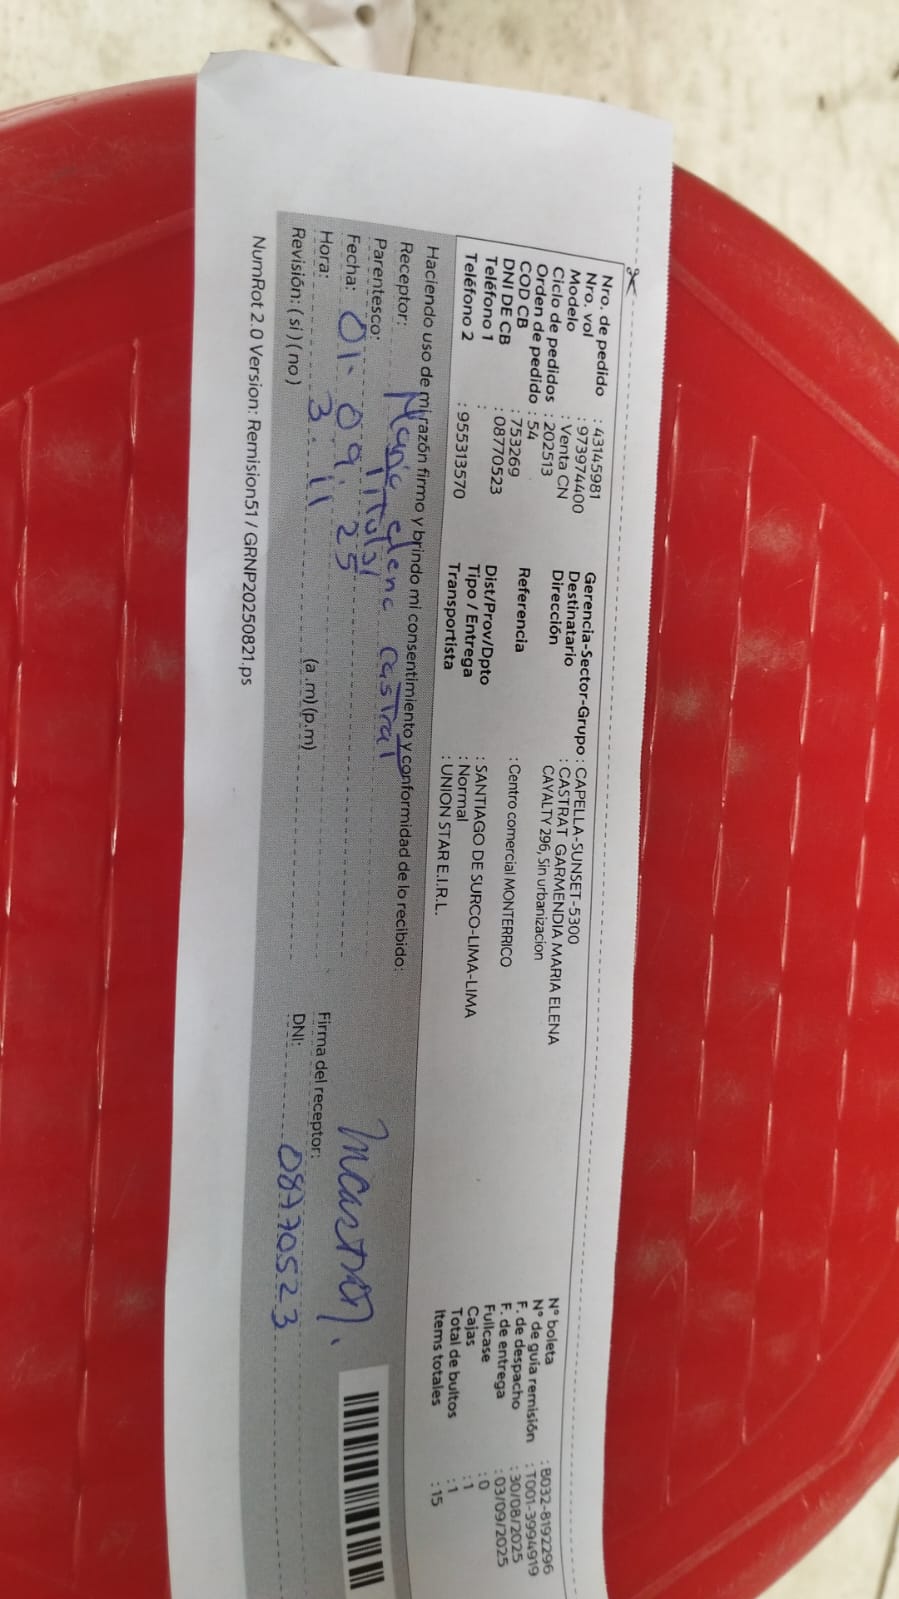 Nro. de pedido : 43145981
Nro. vol : 973974400
Modelo : Venta CN
Ciclo de pedidos : 202513
Orden de pedido : 54
COD CB : 753269
DNI DE CB : 08770523
Teléfono 1 :
Teléfono 2 : 955313570
Gerencia-Sector-Grupo : CAPELLA-SUNSET-5300
Destinatario : CASTRAT GARMENDIA MARIA ELENA
Dirección CAYALTY 296, Sin urbanizacion
Referencia : Centro comercial MONTERRICO
Dist/Prov/Dpto : SANTIAGO DE SURCO-LIMA-LIMA
Tipo / Entrega : Normal
Transportista : UNION STAR E.I.R.L.
N° boleta : B032-8192296
N° de guía remisión : T001-3994919
F. de despacho : 30/08/2025
F. de entrega : 03/09/2025
Fullcase : 0
Cajas : 1
Total de bultos : 1
Items totales : 15
Haciendo uso de mi razón firmo y brindo mi consentimiento y conformidad de lo recibido:
Receptor: Maria elena castrat
Parentesco: Titular
Fecha: 01. 09 25
Hora: 3.11 (a.m)(p.m)
Revisión: ( si ) ( no )
Firma del receptor:
DNI: 08770523
NumRot 2.0 Version: Remision51 / GRNP20250821.ps